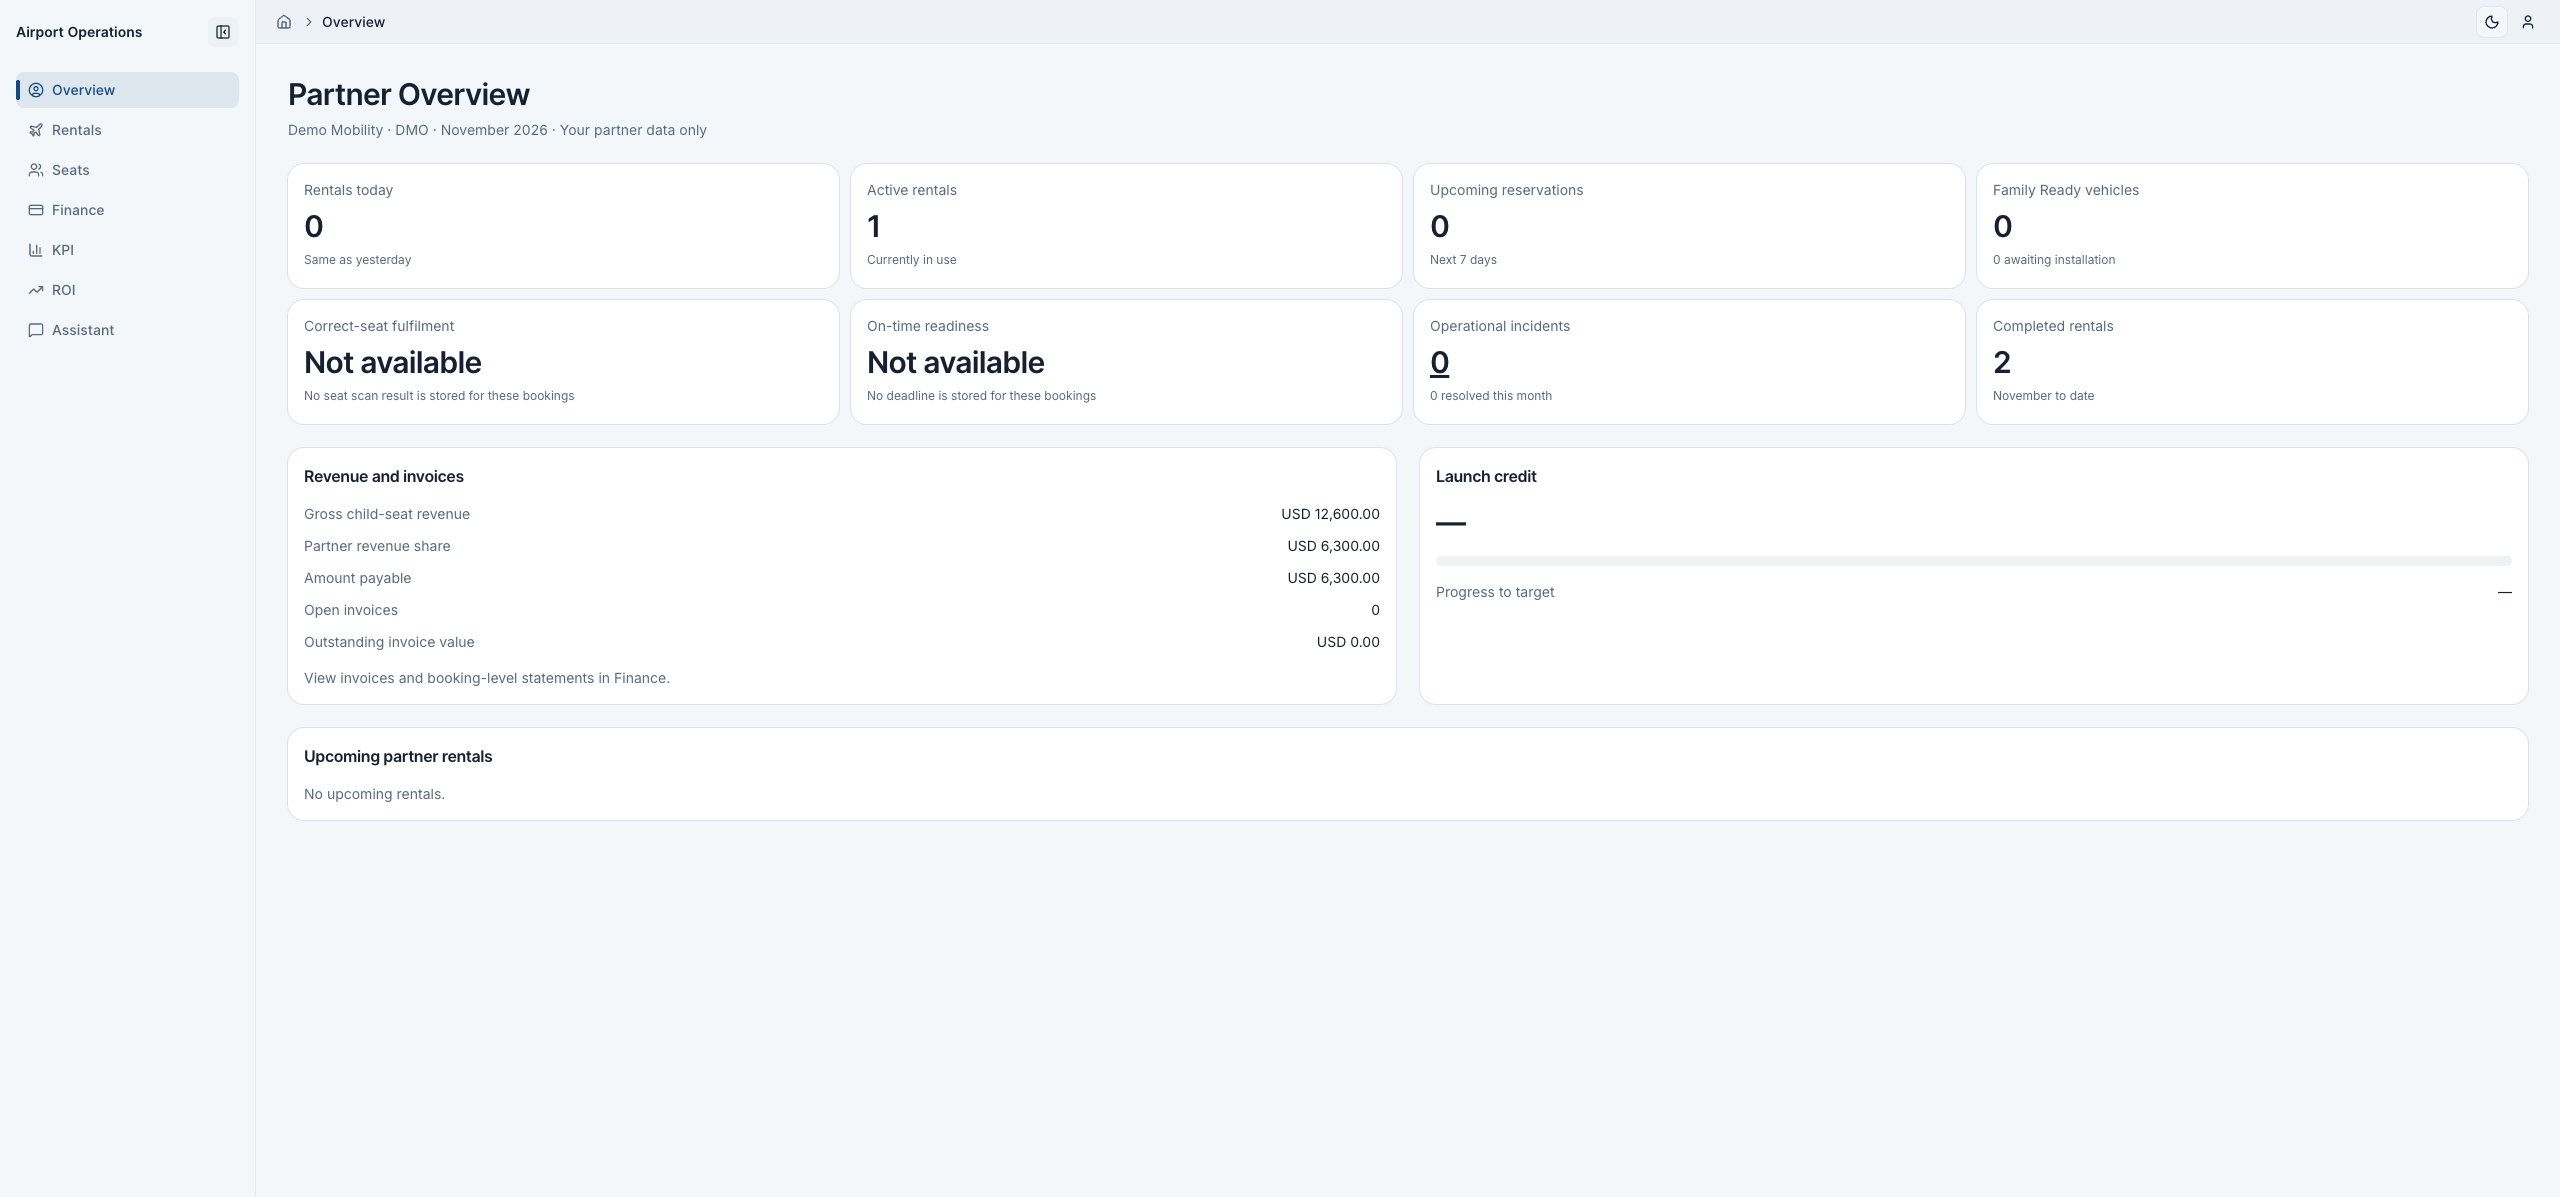 Airport Operations
Overview
Rentals
Seats
Finance
KPI
ROI
Assistant
Overview
Partner Overview
Demo Mobility · DMO · November 2026 · Your partner data only
Rentals today
0
Same as yesterday
Active rentals
1
Currently in use
Upcoming reservations
0
Next 7 days
Family Ready vehicles
0
0 awaiting installation
Correct-seat fulfilment
Not available
No seat scan result is stored for these bookings
On-time readiness
Not available
No deadline is stored for these bookings
Operational incidents
0
0 resolved this month
Completed rentals
2
November to date
Revenue and invoices
Gross child-seat revenue USD 12,600.00
Partner revenue share USD 6,300.00
Amount payable USD 6,300.00
Open invoices 0
Outstanding invoice value USD 0.00
View invoices and booking-level statements in Finance.
Launch credit
—
Progress to target —
Upcoming partner rentals
No upcoming rentals.